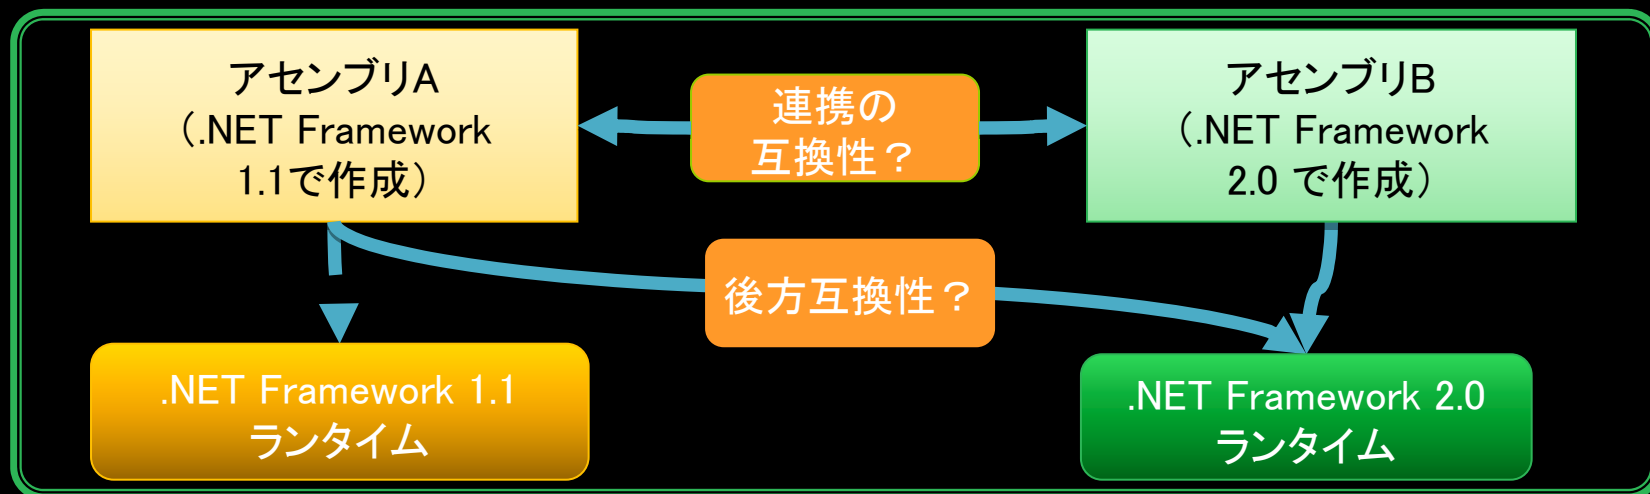 アセンブリA
（.NET Framework
1.1で作成）
連携の
互換性？
アセンブリB
（.NET Framework
2.0 で作成）
後方互換性？
.NET Framework 1.1
ランタイム
.NET Framework 2.0
ランタイム